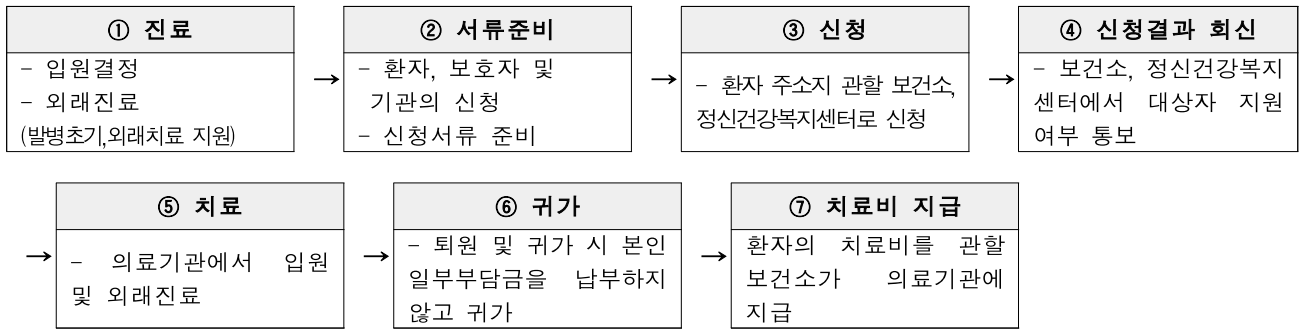 ① 진료
– 입원결정
– 외래진료
(발병초기,외래치료 지원)
→
② 서류준비
– 환자, 보호자 및
기관의 신청
– 신청서류 준비
→
③ 신청
– 환자 주소지 관할 보건소,
정신건강복지센터로 신청
→
④ 신청결과 회신
– 보건소, 정신건강복지
센터에서 대상자 지원
여부 통보
→
⑤ 치료
– 의료기관에서 입원
및 외래진료
→
⑥ 귀가
– 퇴원 및 귀가 시 본인
일부부담금을 납부하지
않고 귀가
→
⑦ 치료비 지급
환자의 치료비를 관할
보건소가 의료기관에
지급